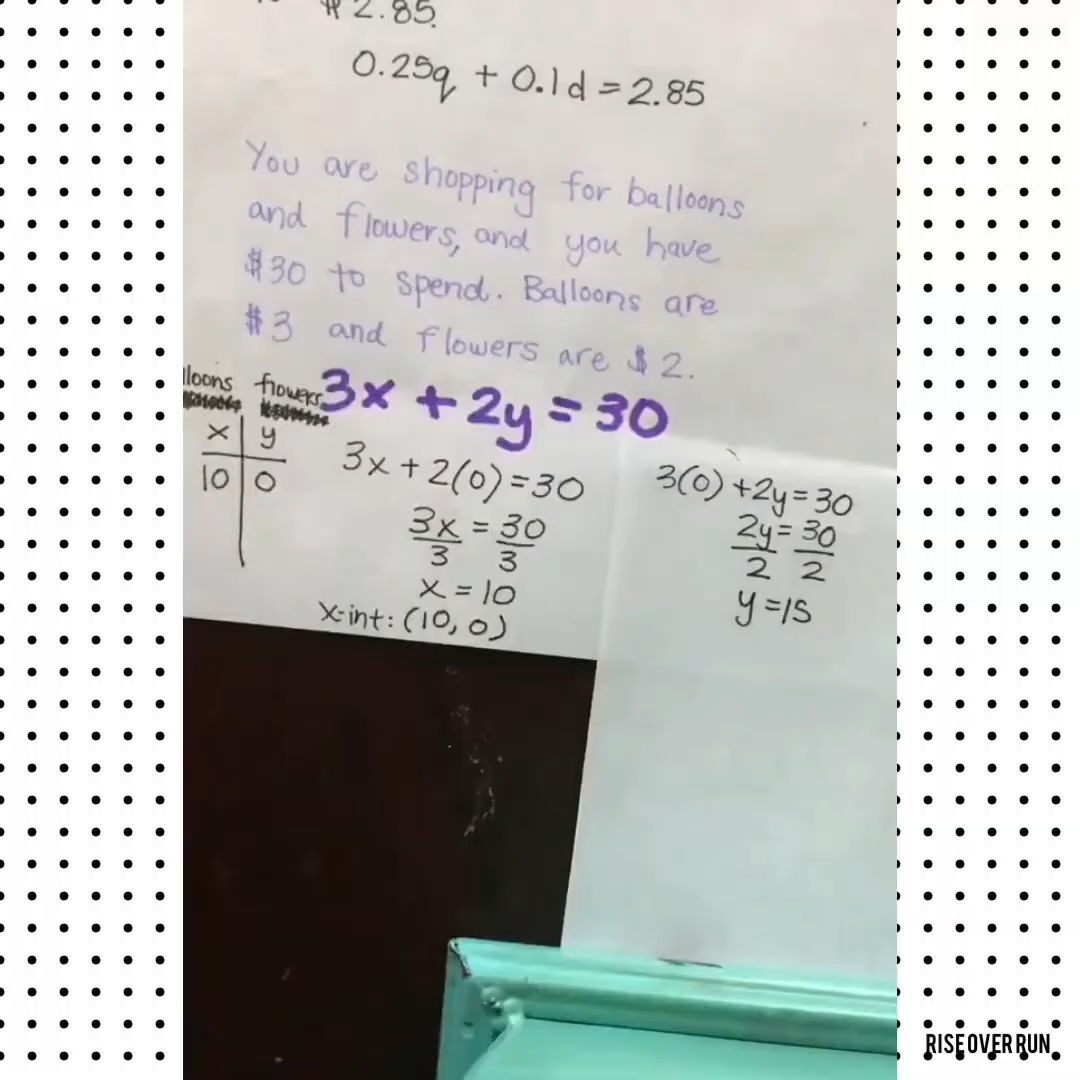 $2.85.
0.25q + 0.1d = 2.85
You are shopping for balloons
and flowers, and you have
$30 to spend. Balloons are
$3 and flowers are $2.
lloons flowers
3x + 2y = 30
x y
10 0
3x + 2(0) = 30
3x = 30
3 3
x = 10
x-int: (10, 0)
3(0) + 2y = 30
2y = 30
2 2
y = 15
RISE OVER RUN